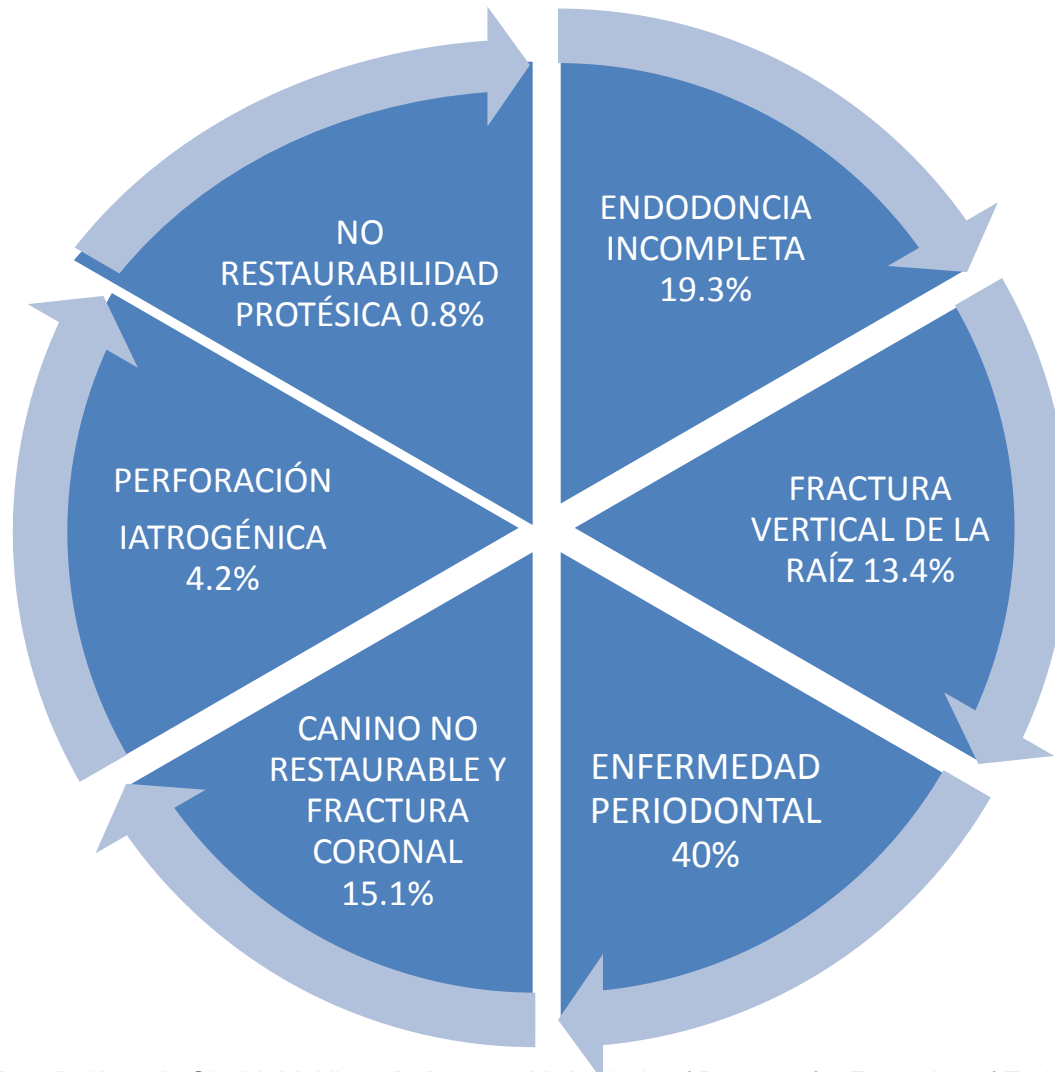 ENDODONCIA
INCOMPLETA
19.3%
FRACTURA
VERTICAL DE LA
RAÍZ 13.4%
ENFERMEDAD
PERIODONTAL
40%
CANINO NO
RESTAURABLE Y
FRACTURA
CORONAL
15.1%
PERFORACIÓN
IATROGÉNICA
4.2%
NO
RESTAURABILIDAD
PROTÉSICA 0.8%